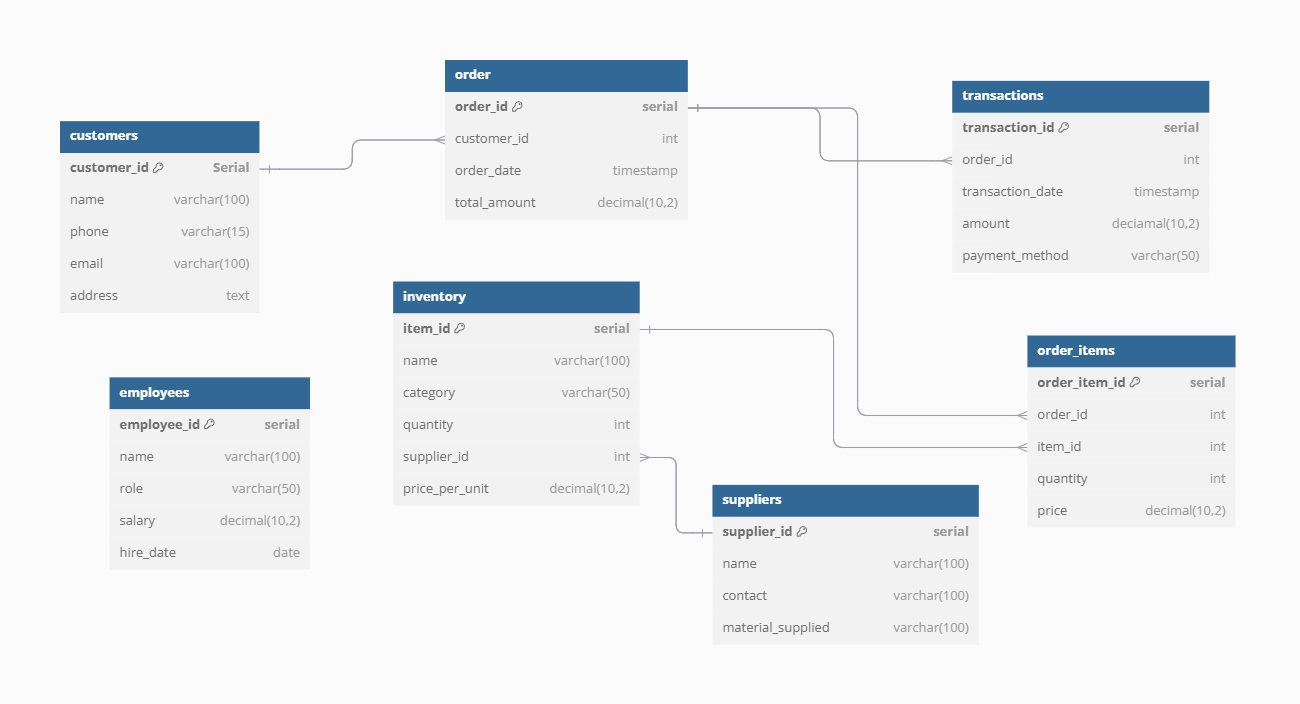 customers
customer_id Serial
name varchar(100)
phone varchar(15)
email varchar(100)
address text
order
order_id serial
customer_id int
order_date timestamp
total_amount decimal(10,2)
transactions
transaction_id serial
order_id int
transaction_date timestamp
amount deciamal(10,2)
payment_method varchar(50)
inventory
item_id serial
name varchar(100)
category varchar(50)
quantity int
supplier_id int
price_per_unit decimal(10,2)
order_items
order_item_id serial
order_id int
item_id int
quantity int
price decimal(10,2)
employees
employee_id serial
name varchar(100)
role varchar(50)
salary decimal(10,2)
hire_date date
suppliers
supplier_id serial
name varchar(100)
contact varchar(100)
material_supplied varchar(100)